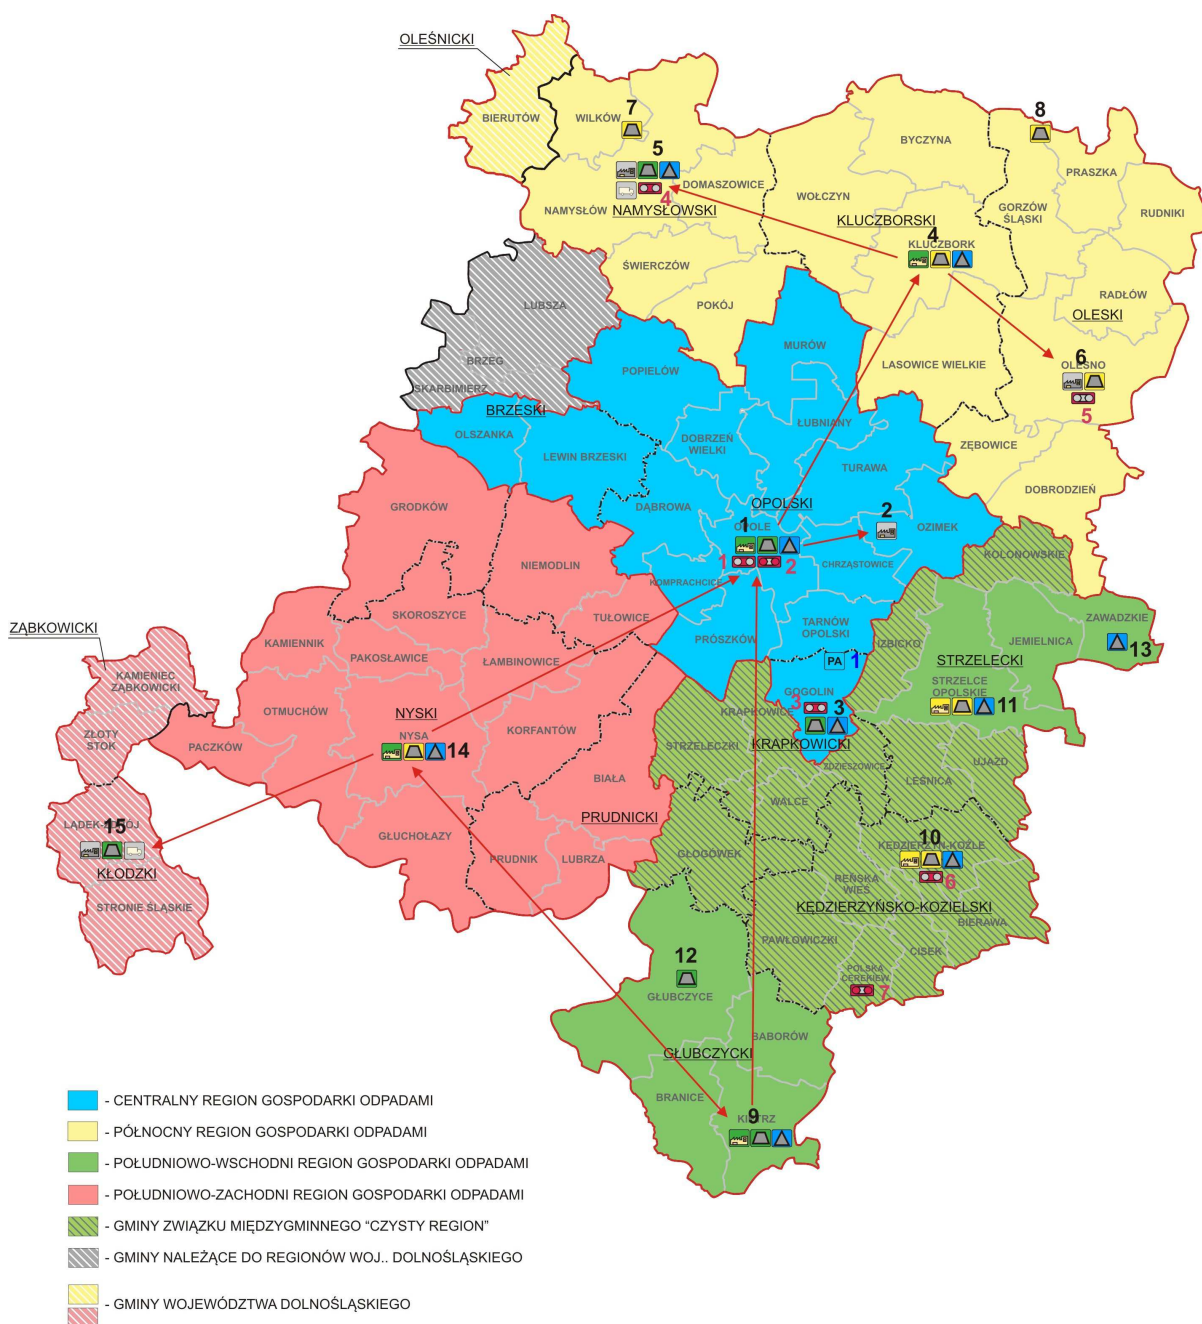 OLEŚNICKI
BIERUTÓW
WILKÓW
7
5
DOMASZOWICE
NAMYSŁÓW
4
NAMYSŁOWSKI
BYCZYNA
8
PRASZKA
WOŁCZYN
GORZÓW
ŚLĄSKI
RUDNIKI
KLUCZBORSKI
4
KLUCZBORK
ŚWIERCZÓW
POKÓJ
RADŁÓW
OLESKI
LUBSZA
BRZEG
SKARBIMIERZ
MURÓW
6
OLESNO
5
LASOWICE WIELKIE
POPIELÓW
BRZESKI
OLSZANKA
LEWIN BRZESKI
DOBRZEŃ
WIELKI
ŁUBNIANY
ZĘBOWICE
TURAWA
DOBRODZIEŃ
GRODKÓW
DĄBROWA
OPOLSKI
1
OPOLE
1
2
2
OZIMEK
CHRZĄSTOWICE
KOLONOWSKIE
NIEMODLIN
KOMPRACHCICE
SKOROSZYCE
TUŁOWICE
TARNÓW
OPOLSKI
ZAWADZKIE
13
ZĄBKOWICKI
KAMIENNIK
PRÓSZKÓW
IZBICKO
JEMIELNICA
PAKOSŁAWICE
ŁAMBINOWICE
PA
1
STRZELECKI
KAMIENIEC
ZĄBKOWICKI
STRZELCE
OPOLSKIE
11
GOGOLIN
3
3
KRAPKOWICE
KRAPKOWICKI
OTMUCHÓW
NYSKI
NYSA
14
KORFANTÓW
ZŁOTY
STOK
PACZKÓW
STRZELECZKI
ZDZIESZOWICE
UJAZD
LEŚNICA
BIAŁA
WALCE
PRUDNICKI
LĄDEK-ZDRÓJ
15
KŁODZKI
STRONIE ŚLĄSKIE
GŁUCHOŁAZY
PRUDNIK
LUBRZA
GŁOGÓWEK
10
KĘDZIERZYN-KOŹLE
6
REŃSKA
WIEŚ
KĘDZIERZYŃSKO-KOZIELSKI
BIERAWA
PAWŁOWICZKI
CISEK
POLSKA
CEREKIEW
7
12
GŁUBCZYCE
BABORÓW
GŁUBCZYCKI
BRANICE
9
KIETRZ
- CENTRALNY REGION GOSPODARKI ODPADAMI
- PÓŁNOCNY REGION GOSPODARKI ODPADAMI
- POŁUDNIOWO-WSCHODNI REGION GOSPODARKI ODPADAMI
- POŁUDNIOWO-ZACHODNI REGION GOSPODARKI ODPADAMI
- GMINY ZWIĄZKU MIĘDZYGMINNEGO "CZYSTY REGION"
- GMINY NALEŻĄCE DO REGIONÓW WOJ.. DOLNOŚLĄSKIEGO
- GMINY WOJEWÓDZTWA DOLNOŚLĄSKIEGO